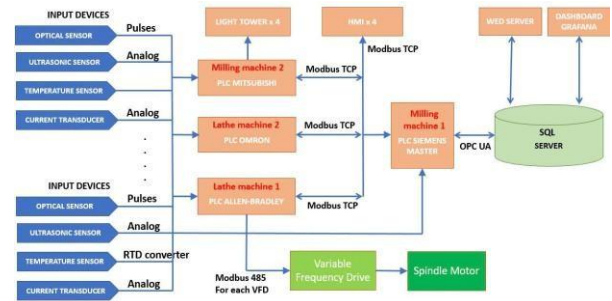 INPUT DEVICES
OPTICAL SENSOR
Pulses
ULTRASONIC SENSOR
Analog
TEMPERATURE SENSOR
CURRENT TRANSDUCER
Analog
INPUT DEVICES
OPTICAL SENSOR
Pulses
ULTRASONIC SENSOR
Analog
TEMPERATURE SENSOR
RTD converter
CURRENT TRANSDUCER
Analog
LIGHT TOWER x 4
HMI x 4
Modbus TCP
Milling machine 2
PLC MITSUBISHI
Modbus TCP
Lathe machine 2
PLC OMRON
Modbus TCP
Lathe machine 1
PLC ALLEN-BRADLEY
Modbus TCP
Milling
machine 1
PLC SIEMENS
MASTER
OPC UA
WED SERVER
DASHBOARD
GRAFANA
SQL
SERVER
Modbus 485
For each VFD
Variable
Frequency Drive
Spindle Motor